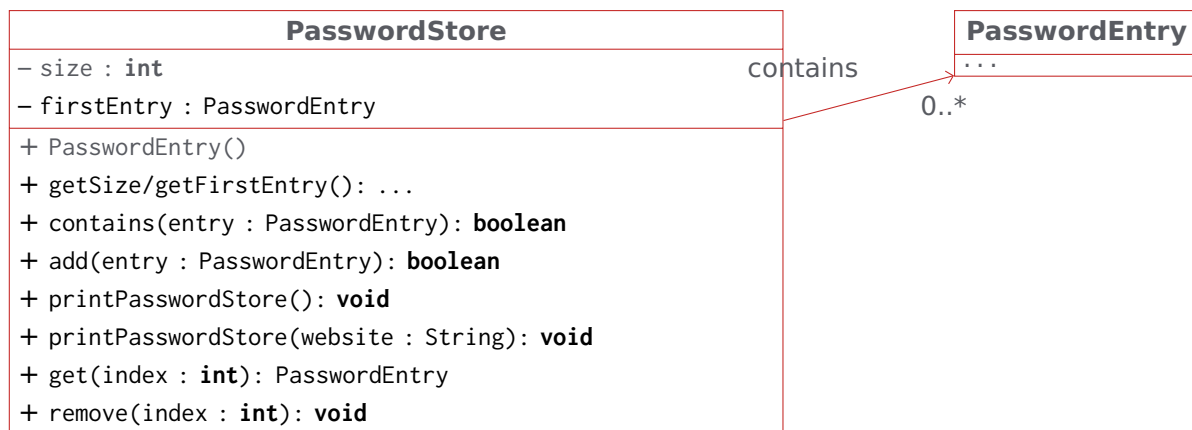 PasswordStore
− size : int
− firstEntry : PasswordEntry
+ PasswordEntry()
+ getSize/getFirstEntry(): ...
+ contains(entry : PasswordEntry): boolean
+ add(entry : PasswordEntry): boolean
+ printPasswordStore(): void
+ printPasswordStore(website : String): void
+ get(index : int): PasswordEntry
+ remove(index : int): void
contains
0..*
PasswordEntry
...